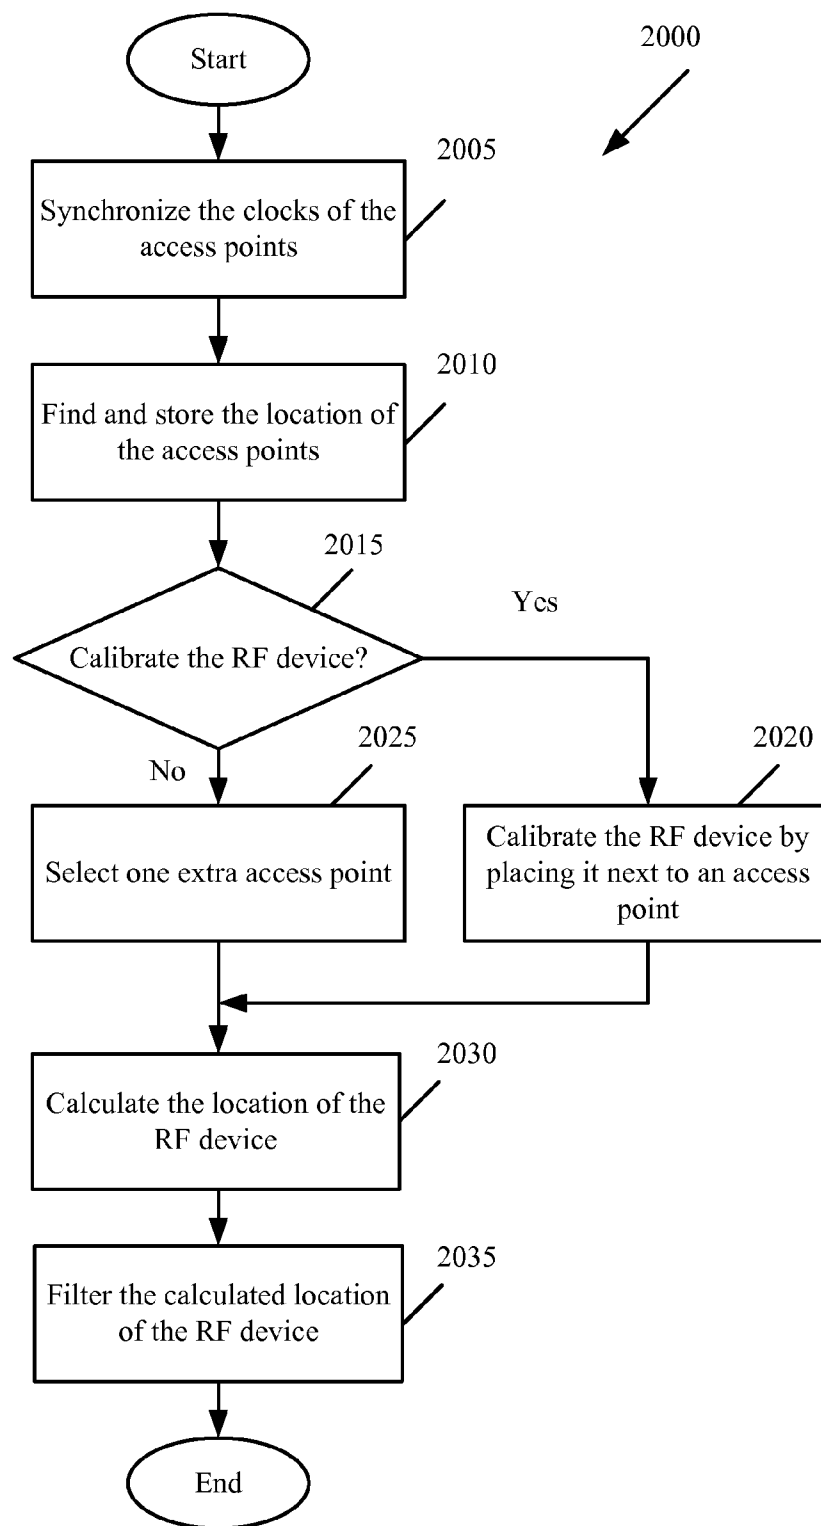 Start
2000
2005
Synchronize the clocks of the
access points
2010
Find and store the location of
the access points
2015
Calibrate the RF device?
Yes
No
2025
2020
Select one extra access point
Calibrate the RF device by
placing it next to an access
point
2030
Calculate the location of the
RF device
2035
Filter the calculated location
of the RF device
End